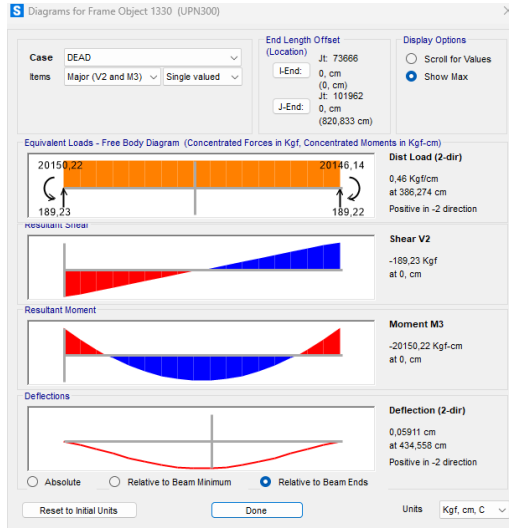 S Diagrams for Frame Object 1330 (UPN300)
Case DEAD
Items Major (V2 and M3) Single valued
End Length Offset
(Location)
I-End: Jt: 73666
0, cm
(0, cm)
J-End: Jt: 101962
0, cm
(820,833 cm)
Display Options
Scroll for Values
Show Max
Equivalent Loads - Free Body Diagram (Concentrated Forces in Kgf, Concentrated Moments in Kgf-cm)
20150,22 20146,14
189,23 189,22
Dist Load (2-dir)
0,46 Kgf/cm
at 386,274 cm
Positive in -2 direction
Resultant Shear
Shear V2
-189,23 Kgf
at 0, cm
Resultant Moment
Moment M3
-20150,22 Kgf-cm
at 0, cm
Deflections
Deflection (2-dir)
0,05911 cm
at 434,558 cm
Positive in -2 direction
Absolute Relative to Beam Minimum Relative to Beam Ends
Reset to Initial Units Done Units Kgf, cm, C